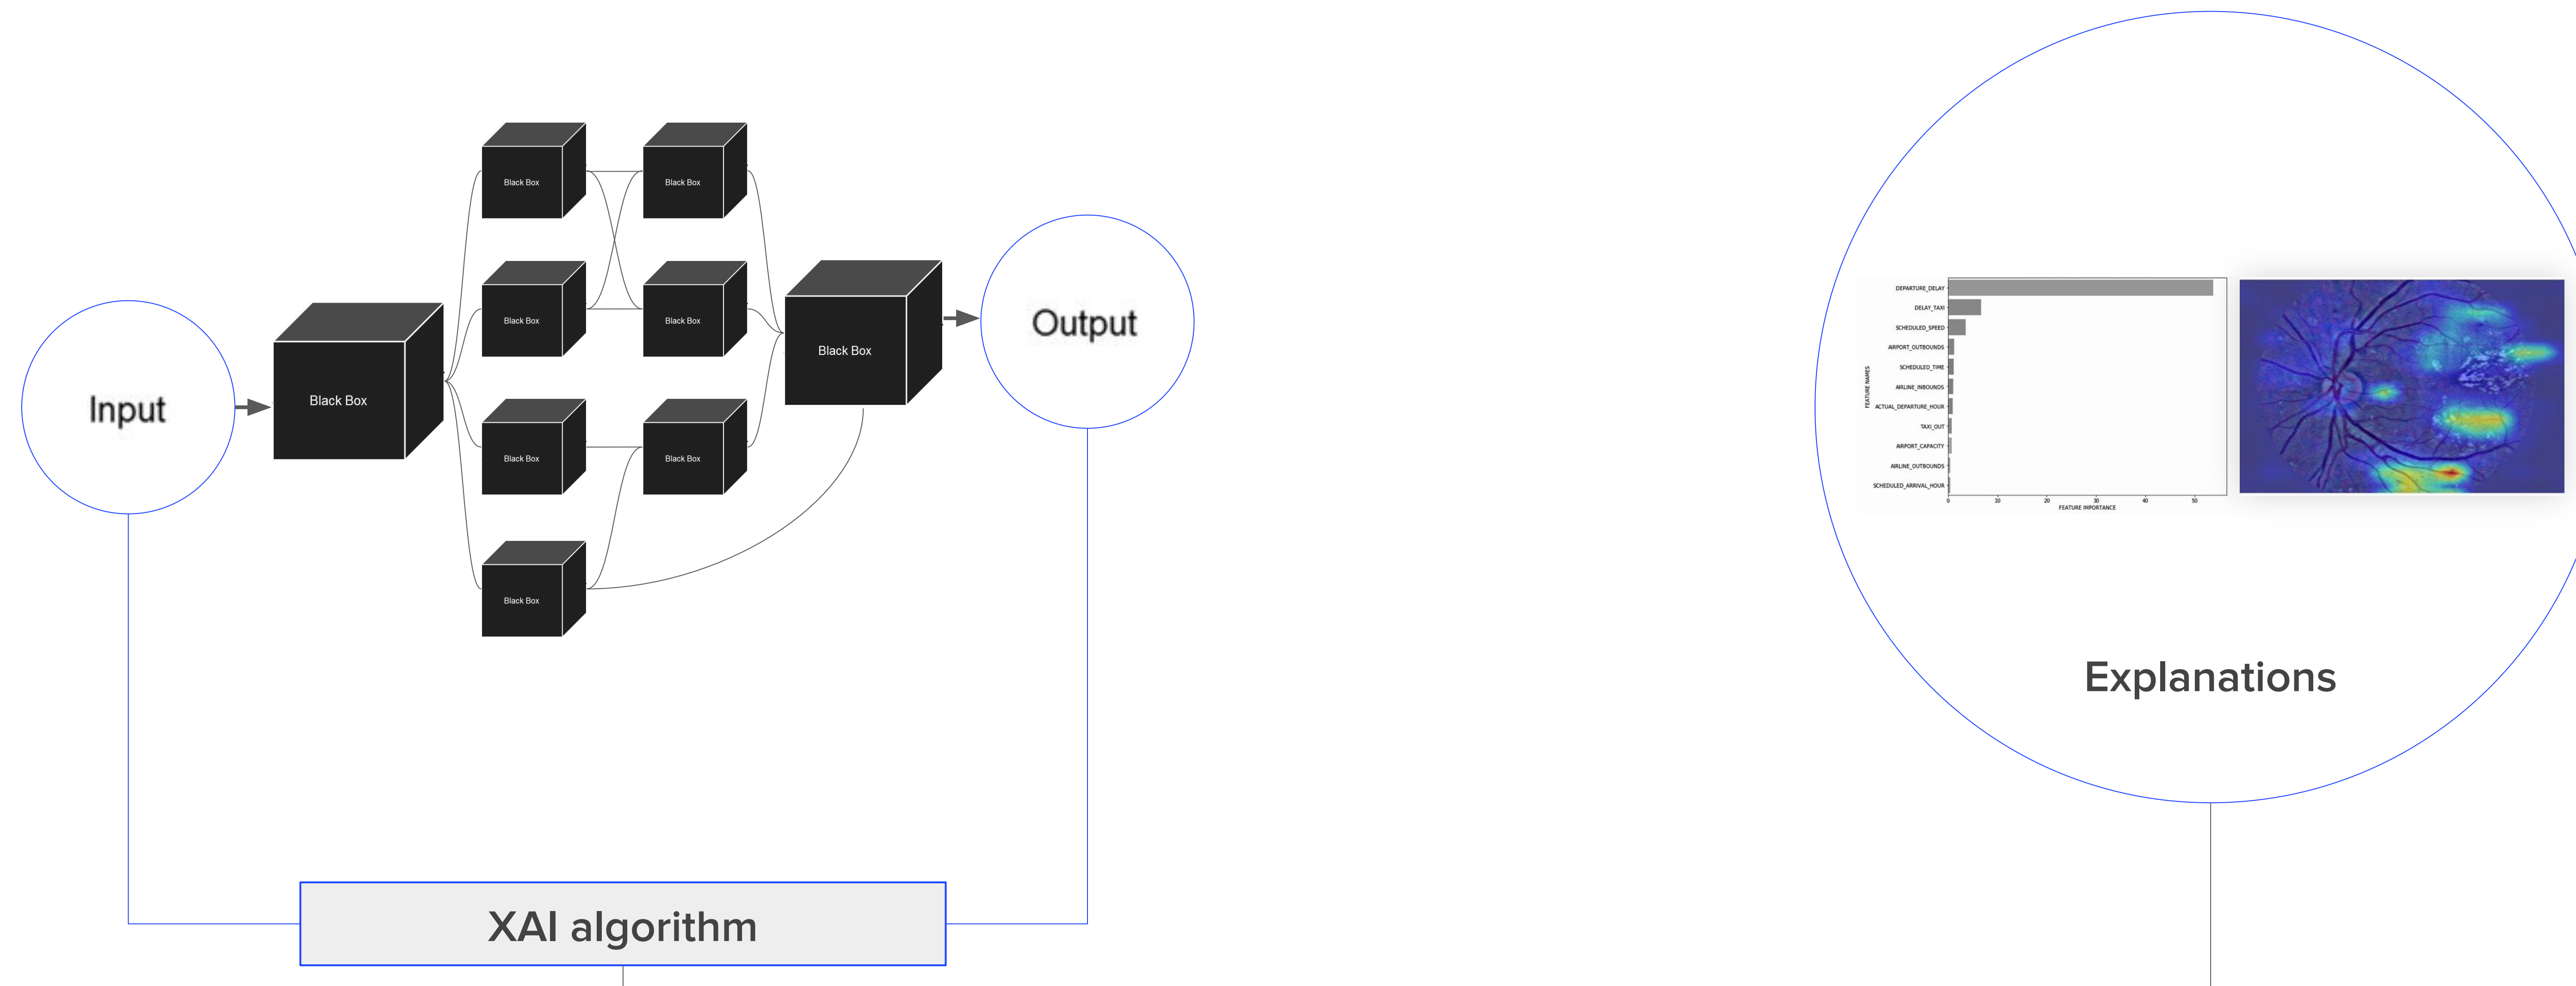 Input
Black Box
Black Box
Black Box
Black Box
Black Box
Black Box
Black Box
Black Box
Black Box
Output
XAI algorithm
FEATURE NAMES
DEPARTURE_DELAY
DELAY_TAXI
SCHEDULED_SPEED
AIRPORT_OUTBOUNDS
SCHEDULED_TIME
AIRLINE_INBOUNDS
ACTUAL_DEPARTURE_HOUR
TAXI_OUT
AIRPORT_CAPACITY
AIRLINE_OUTBOUNDS
SCHEDULED_ARRIVAL_HOUR
0 10 20 30 40 50
FEATURE IMPORTANCE
Explanations